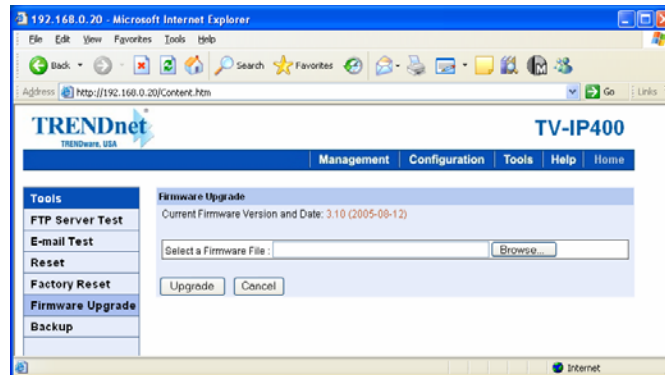 192.168.0.20 - Microsoft Internet Explorer
File Edit View Favorites Tools Help
Back Search Favorites
Address http://192.168.0.20/Content.htm Go Links
TRENDnet
TRENDware, USA
TV-IP400
Management Configuration Tools Help Home
Tools
FTP Server Test
E-mail Test
Reset
Factory Reset
Firmware Upgrade
Backup
Firmware Upgrade
Current Firmware Version and Date: 3.10 (2005-08-12)
Select a Firmware File : Browse...
Upgrade Cancel
Internet